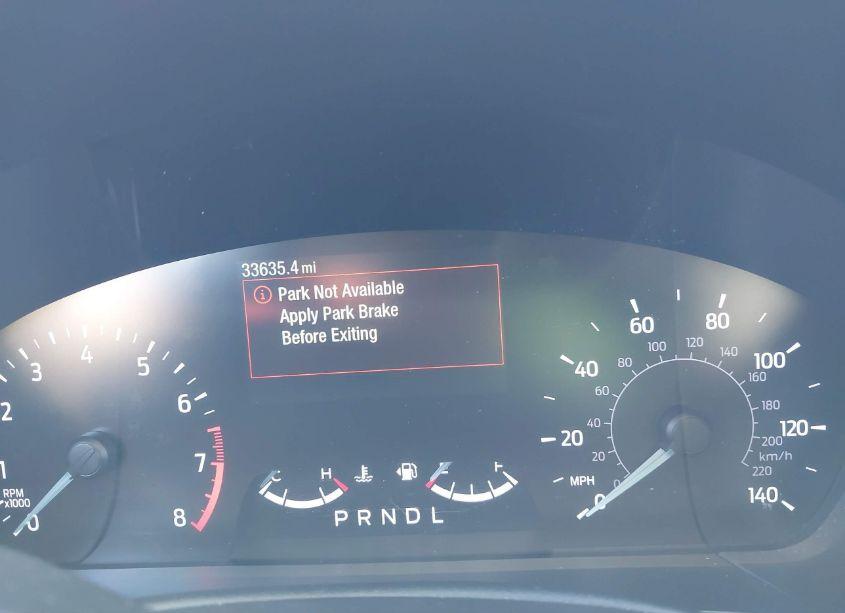 33635.4 mi
Park Not Available
Apply Park Brake
Before Exiting
0 1 2 3 4 5 6 7 8
RPM
x1000
C H
E F
PRNDL
0 20 40 60 80 100 120 140
MPH
0 20 40 60 80 100 120 140 160 180 200 220
km/h